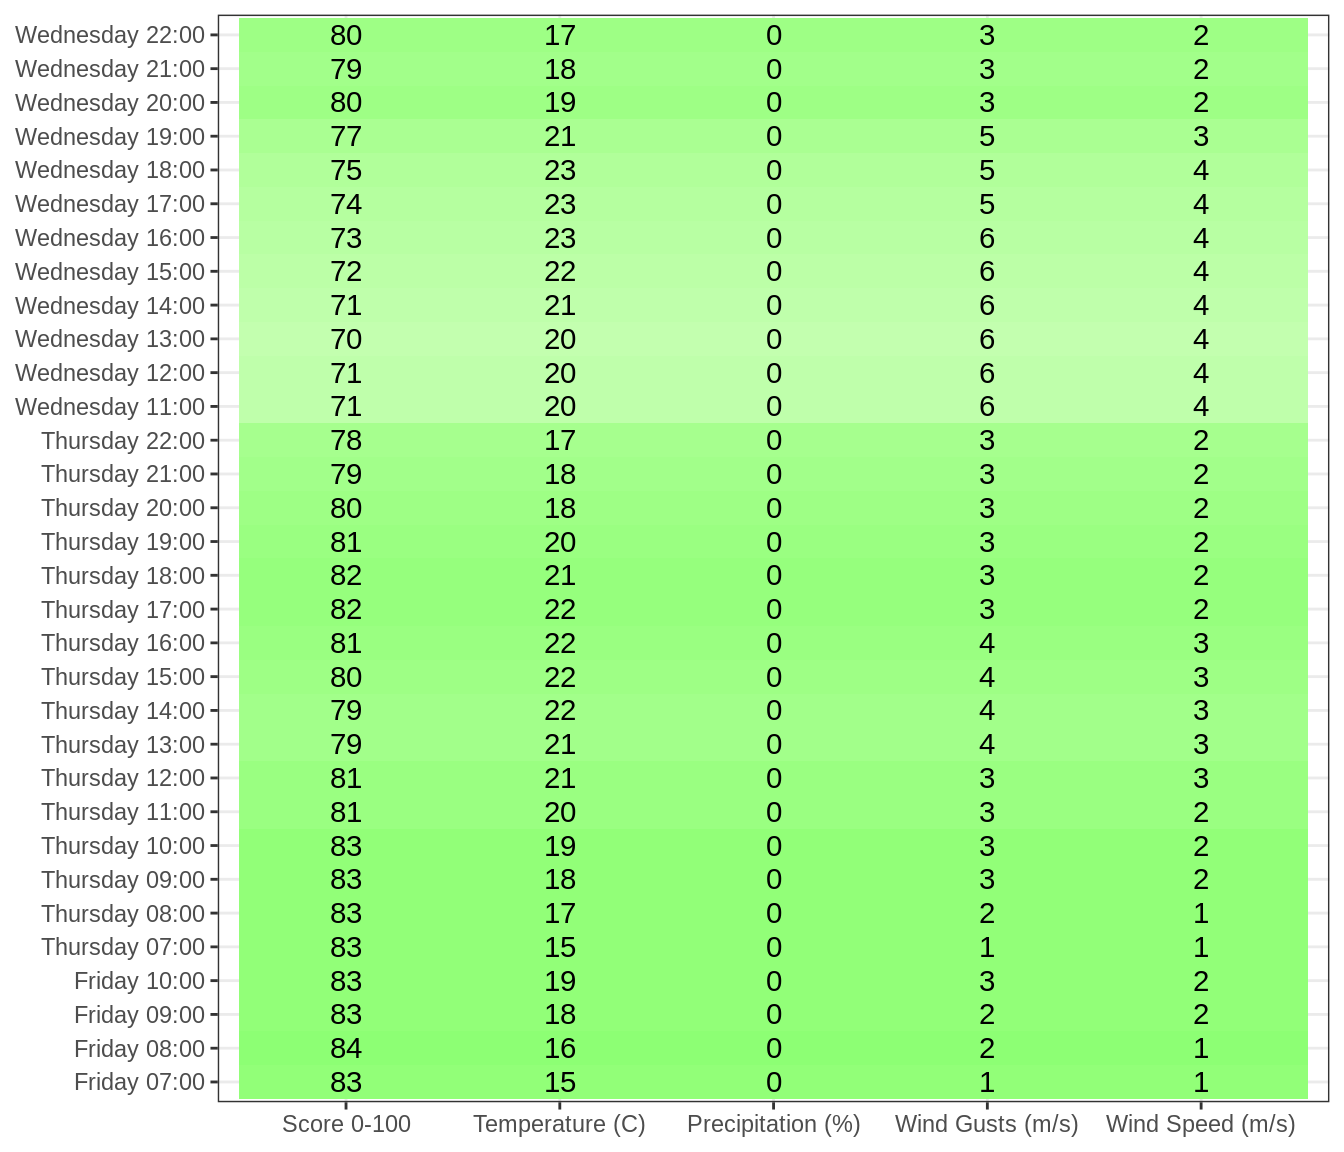 Wednesday 22:00 80 17 0 3 2
Wednesday 21:00 79 18 0 3 2
Wednesday 20:00 80 19 0 3 2
Wednesday 19:00 77 21 0 5 3
Wednesday 18:00 75 23 0 5 4
Wednesday 17:00 74 23 0 5 4
Wednesday 16:00 73 23 0 6 4
Wednesday 15:00 72 22 0 6 4
Wednesday 14:00 71 21 0 6 4
Wednesday 13:00 70 20 0 6 4
Wednesday 12:00 71 20 0 6 4
Wednesday 11:00 71 20 0 6 4
Thursday 22:00 78 17 0 3 2
Thursday 21:00 79 18 0 3 2
Thursday 20:00 80 18 0 3 2
Thursday 19:00 81 20 0 3 2
Thursday 18:00 82 21 0 3 2
Thursday 17:00 82 22 0 3 2
Thursday 16:00 81 22 0 4 3
Thursday 15:00 80 22 0 4 3
Thursday 14:00 79 22 0 4 3
Thursday 13:00 79 21 0 4 3
Thursday 12:00 81 21 0 3 3
Thursday 11:00 81 20 0 3 2
Thursday 10:00 83 19 0 3 2
Thursday 09:00 83 18 0 3 2
Thursday 08:00 83 17 0 2 1
Thursday 07:00 83 15 0 1 1
Friday 10:00 83 19 0 3 2
Friday 09:00 83 18 0 2 2
Friday 08:00 84 16 0 2 1
Friday 07:00 83 15 0 1 1
Score 0-100 Temperature (C) Precipitation (%) Wind Gusts (m/s) Wind Speed (m/s)